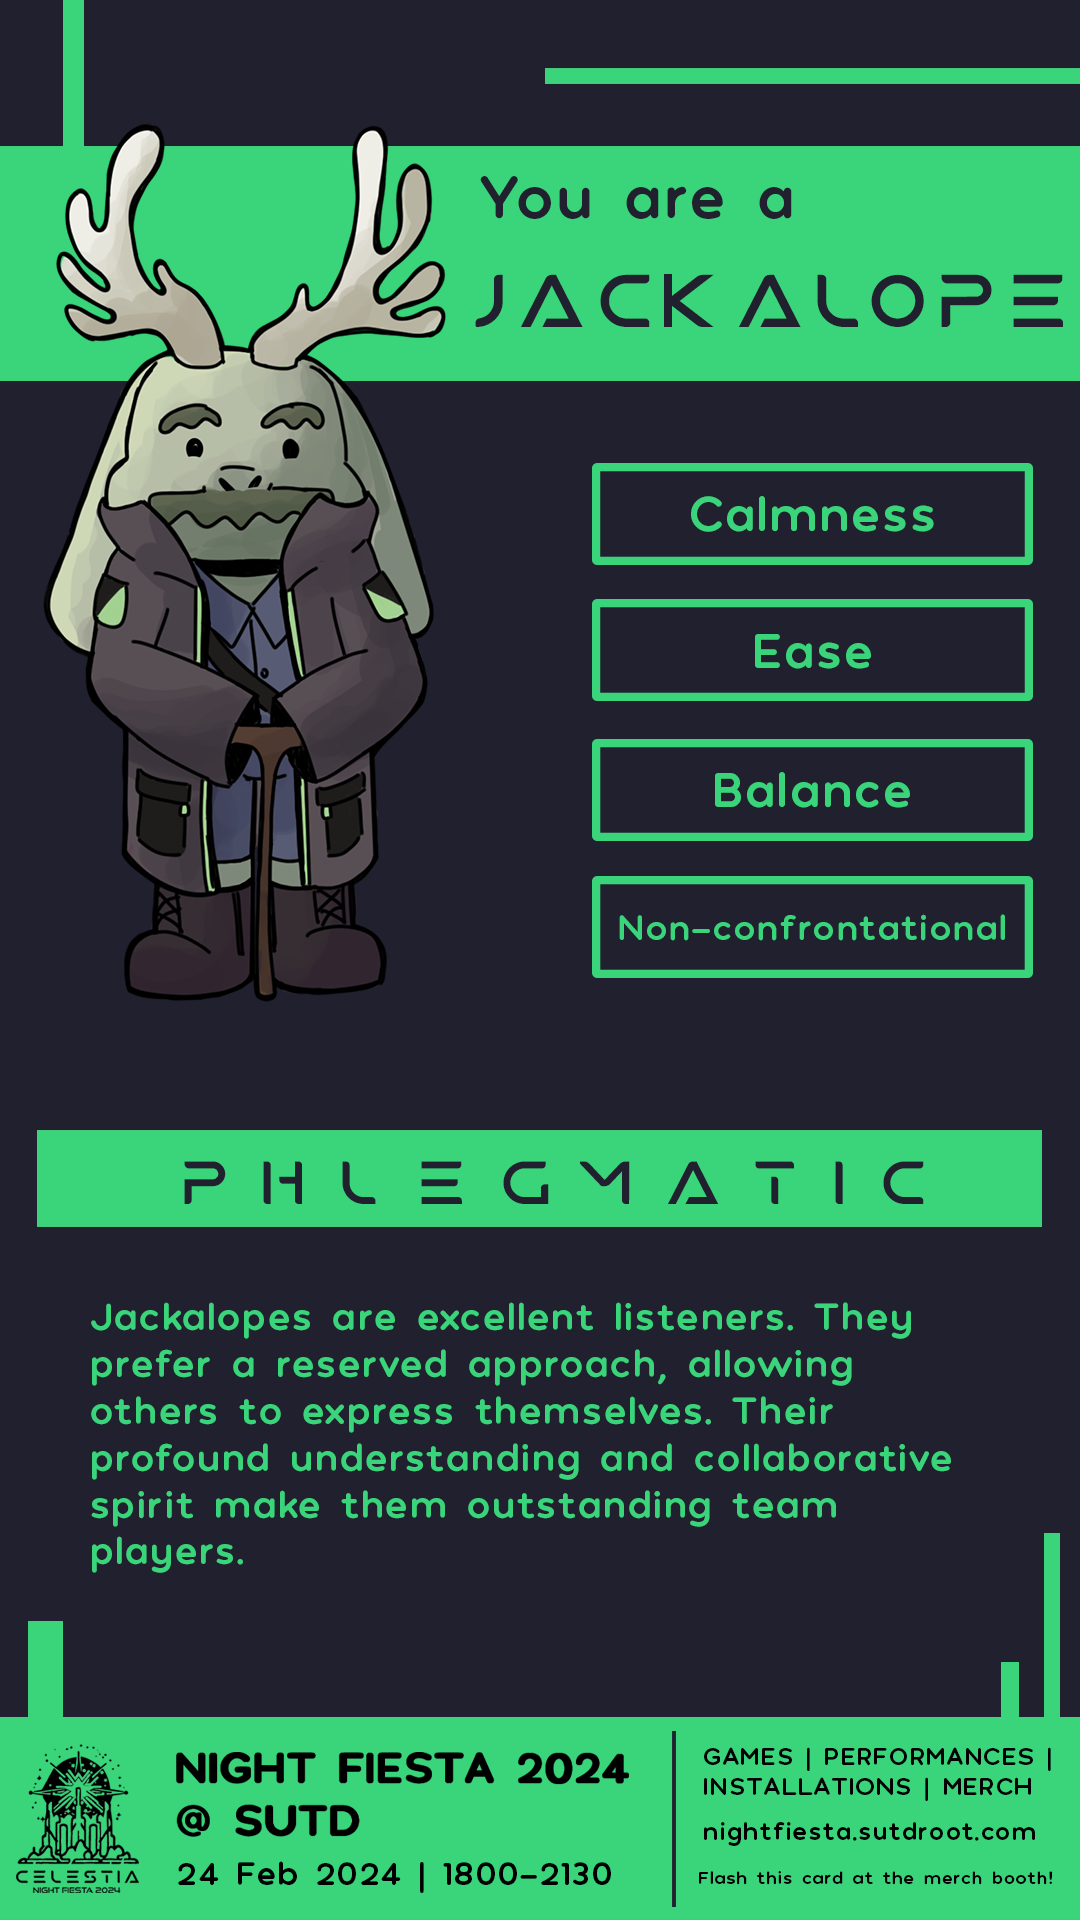 You are a
JACKALOPE
Calmness
Ease
Balance
Non-confrontational
PHLEGMATIC
Jackalopes are excellent listeners. They
prefer a reserved approach, allowing
others to express themselves. Their
profound understanding and collaborative
spirit make them outstanding team
players.
CELESTIA
NIGHT FIESTA 2024
NIGHT FIESTA 2024
@ SUTD
24 Feb 2024 | 1800-2130
GAMES | PERFORMANCES |
INSTALLATIONS | MERCH
nightfiesta.sutdroot.com
Flash this card at the merch booth!